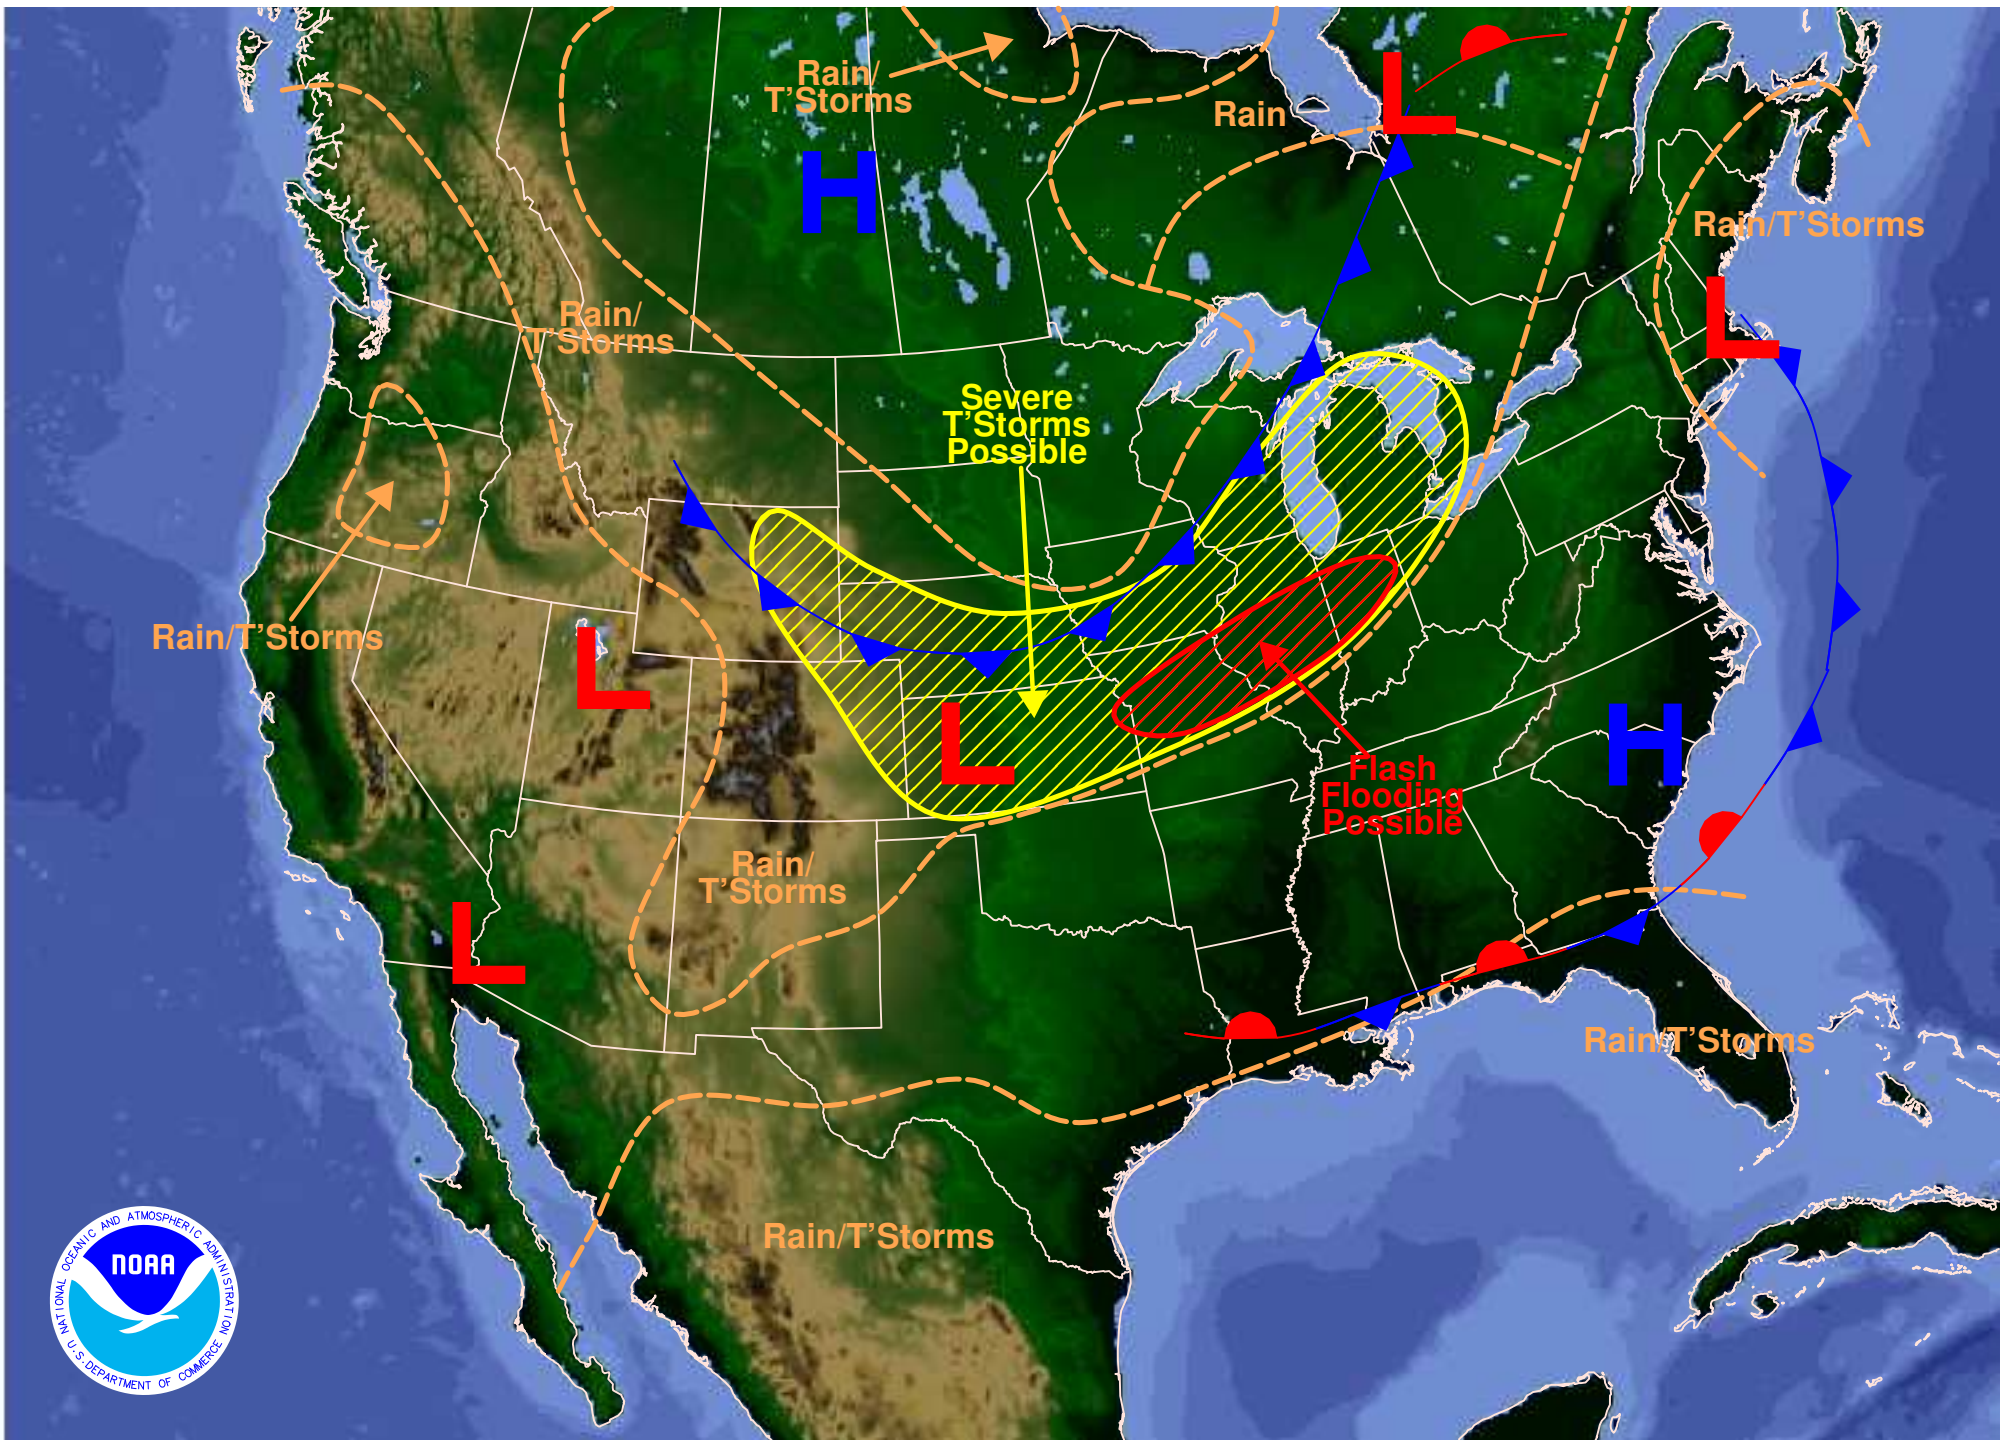 Rain/
T'Storms
Rain
L
H
Rain/T'Storms
Rain/
T'Storms
L
Severe
T'Storms
Possible
Rain/T'Storms
L
L
H
Flash
Flooding
Possible
Rain/
T'Storms
L
Rain/T'Storms
Rain/T'Storms
NATIONAL OCEANIC AND ATMOSPHERIC ADMINISTRATION
NOAA
U.S. DEPARTMENT OF COMMERCE